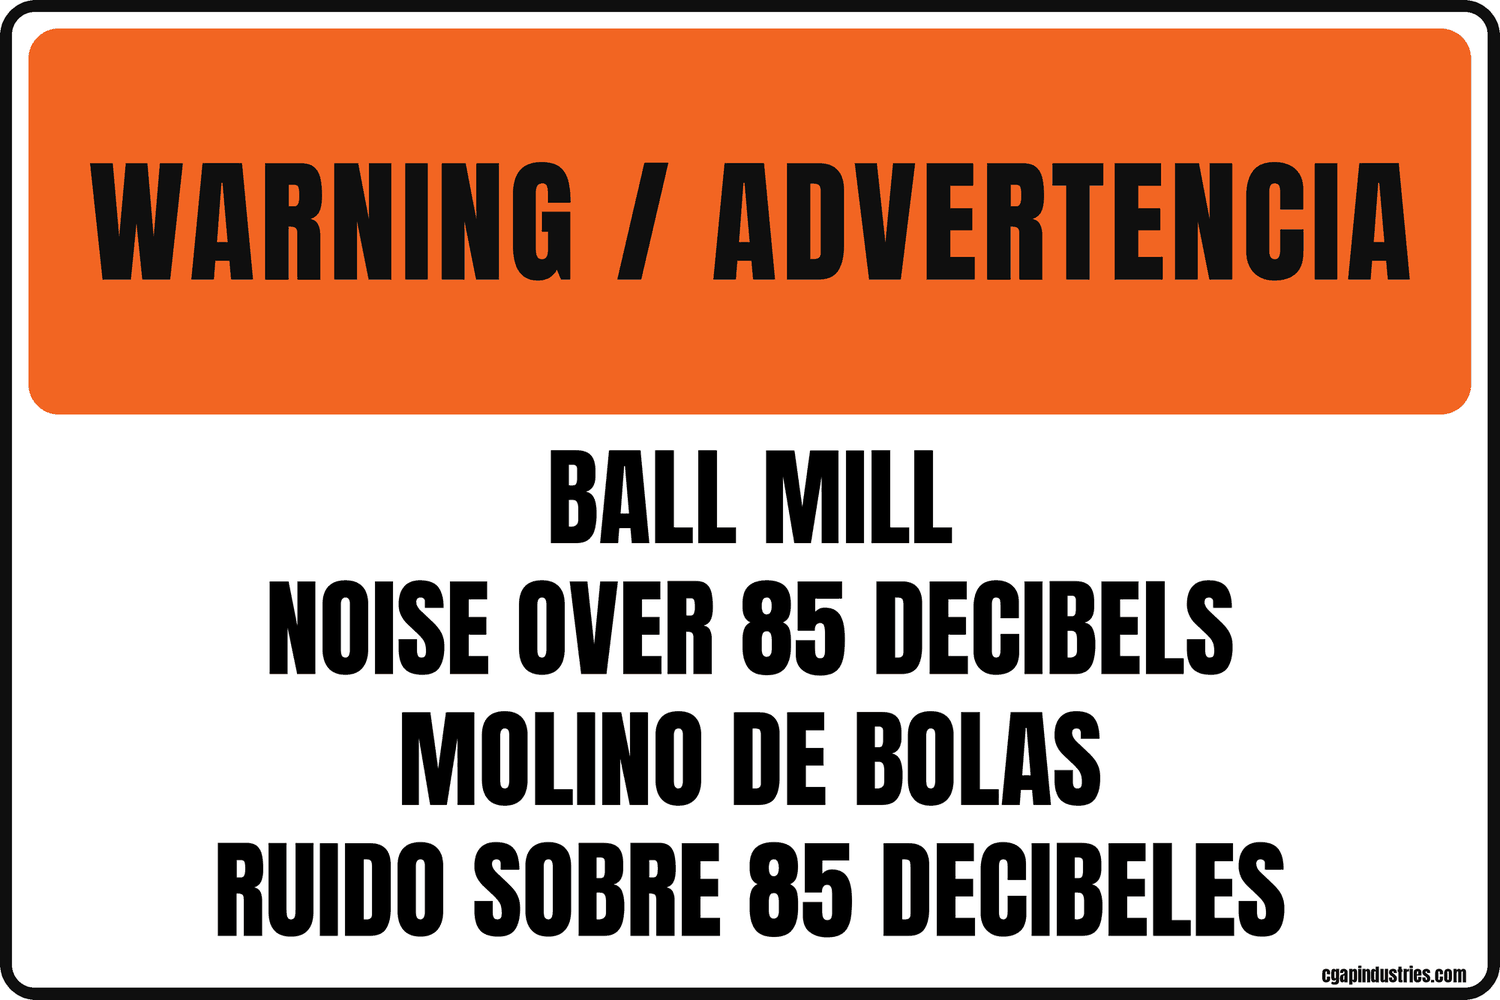 WARNING / ADVERTENCIA
BALL MILL
NOISE OVER 85 DECIBELS
MOLINO DE BOLAS
RUIDO SOBRE 85 DECIBELES
cgapindustries.com